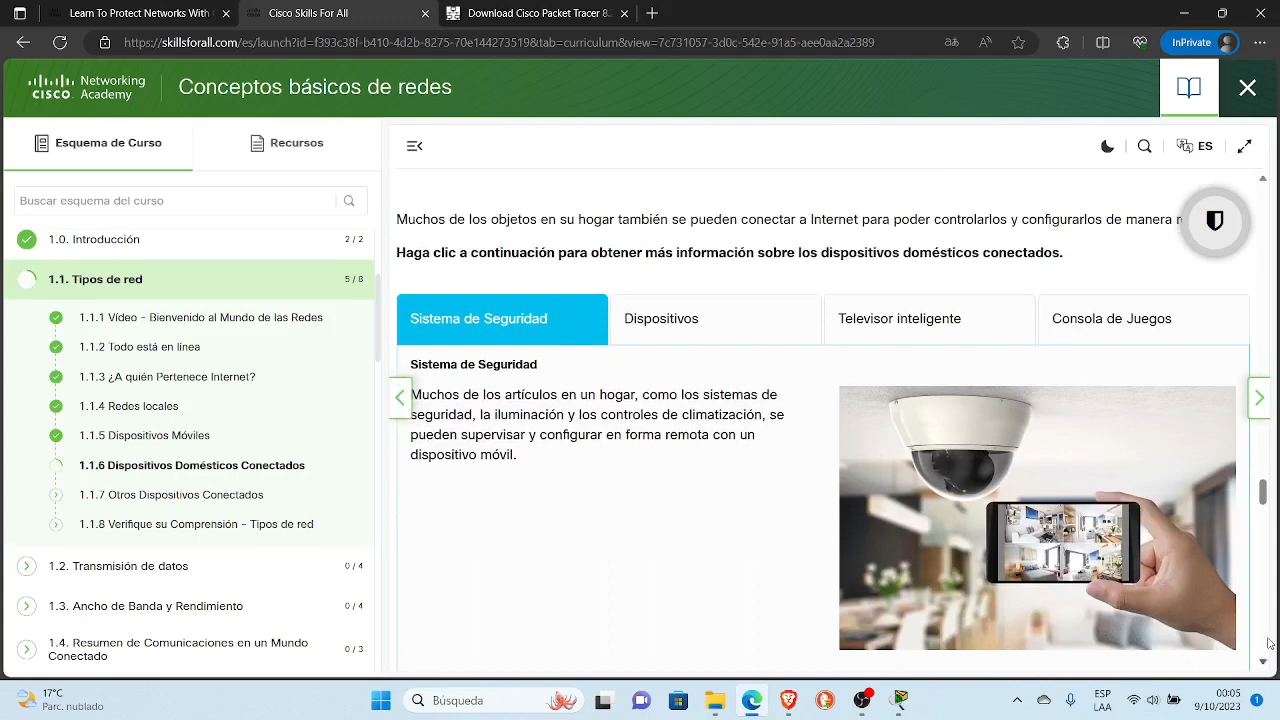 Learn To Protect Networks With
Cisco Skills For All
Download Cisco Packet Tracer 8.
https://skillsforall.com/es/launch?id=f393c38f-b410-4d2b-8275-70e144273519&tab=curriculum&view=7c731057-3d0c-542e-91a5-aee0aa2a2389
InPrivate
Networking
CISCO Academy
Conceptos básicos de redes
Esquema de Curso
Recursos
ES
Buscar esquema del curso
1.0. Introducción 2 / 2
1.1. Tipos de red 5 / 8
1.1.1 Vídeo - Bienvenido al Mundo de las Redes
1.1.2 Todo está en línea
1.1.3 ¿A quién Pertenece Internet?
1.1.4 Redes locales
1.1.5 Dispositivos Móviles
1.1.6 Dispositivos Domésticos Conectados
1.1.7 Otros Dispositivos Conectados
1.1.8 Verifique su Comprensión - Tipos de red
1.2. Transmisión de datos 0 / 4
1.3. Ancho de Banda y Rendimiento 0 / 4
1.4. Resumen de Comunicaciones en un Mundo 0 / 3
Conectado
Muchos de los objetos en su hogar también se pueden conectar a Internet para poder controlarlos y configurarlos de manera
Haga clic a continuación para obtener más información sobre los dispositivos domésticos conectados.
Sistema de Seguridad
Dispositivos
Televisor inteligente
Consola de Juegos
Sistema de Seguridad
Muchos de los artículos en un hogar, como los sistemas de
seguridad, la iluminación y los controles de climatización, se
pueden supervisar y configurar en forma remota con un
dispositivo móvil.
17°C
Parc. nublado
Búsqueda
ESP
LAA
00:05
9/10/2023
1